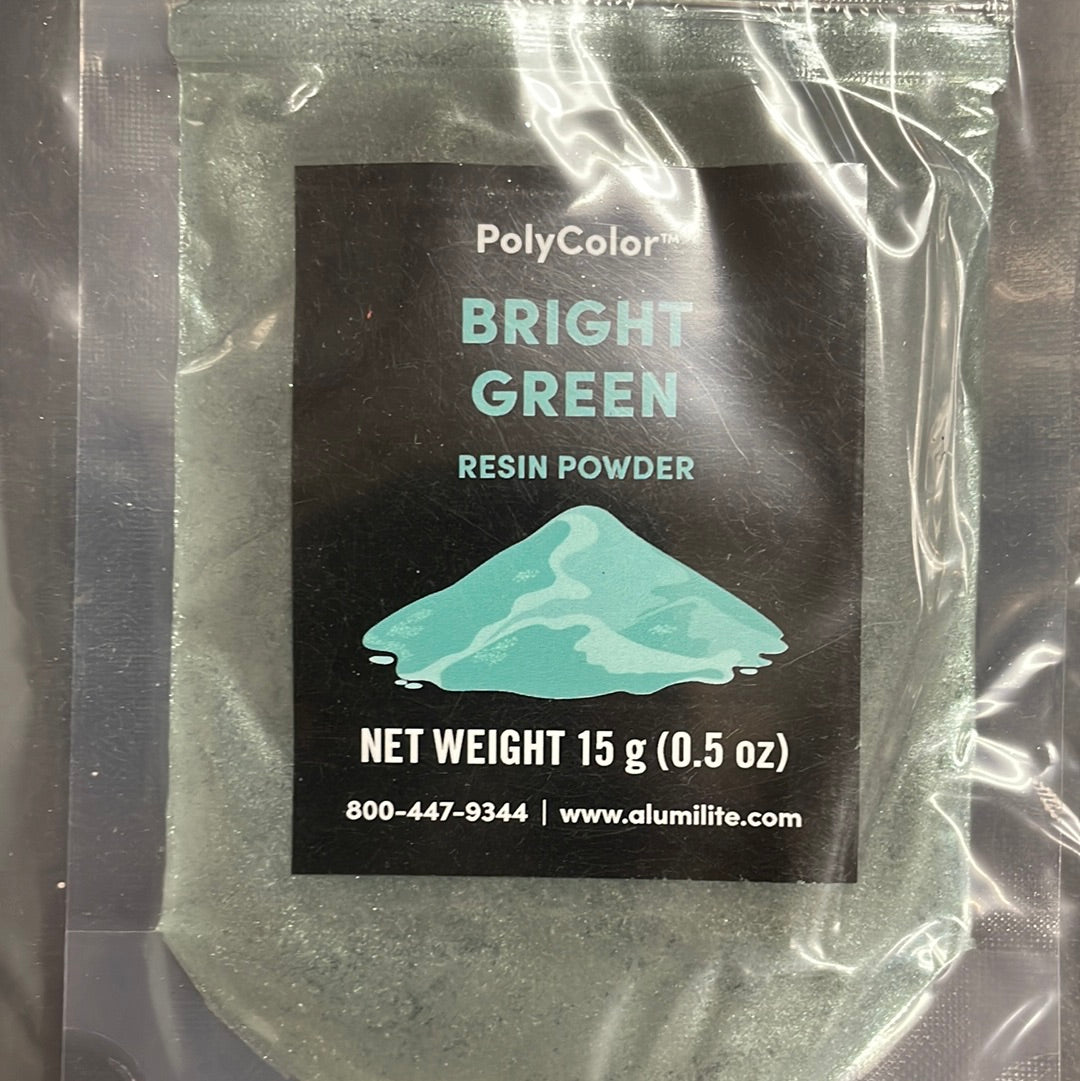 PolyColor™
BRIGHT
GREEN
RESIN POWDER
NET WEIGHT 15 g (0.5 oz)
800-447-9344 | www.alumilite.com